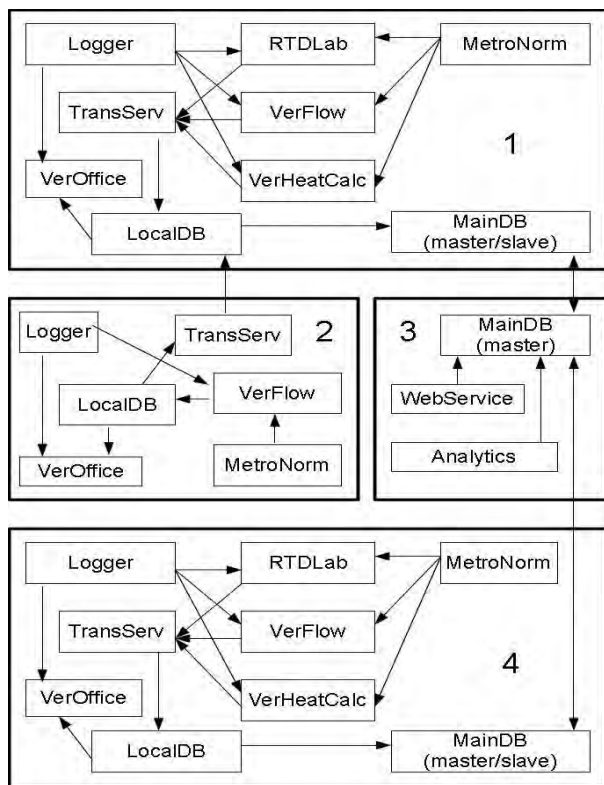 Logger
RTDLab
MetroNorm
TransServ
VerFlow
1
VerOffice
VerHeatCalc
LocalDB
MainDB
(master/slave)
Logger
TransServ
2
LocalDB
VerFlow
VerOffice
MetroNorm
3
MainDB
(master)
WebService
Analytics
Logger
RTDLab
MetroNorm
TransServ
VerFlow
4
VerOffice
VerHeatCalc
LocalDB
MainDB
(master/slave)